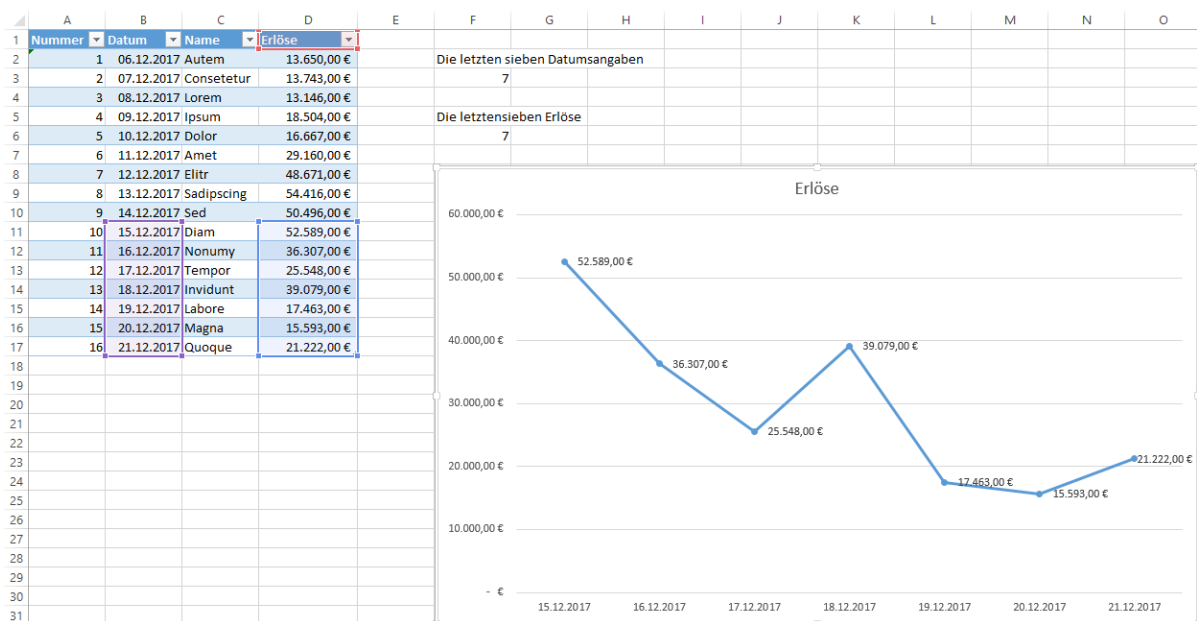 A B C D E F G H I J K L M N O
1 Nummer Datum Name Erlöse
2 1 06.12.2017 Autem 13.650,00 € Die letzten sieben Datumsangaben
3 2 07.12.2017 Consetetur 13.743,00 € 7
4 3 08.12.2017 Lorem 13.146,00 €
5 4 09.12.2017 Ipsum 18.504,00 € Die letztensieben Erlöse
6 5 10.12.2017 Dolor 16.667,00 € 7
7 6 11.12.2017 Amet 29.160,00 €
8 7 12.12.2017 Elitr 48.671,00 €
9 8 13.12.2017 Sadipscing 54.416,00 €
10 9 14.12.2017 Sed 50.496,00 €
11 10 15.12.2017 Diam 52.589,00 €
12 11 16.12.2017 Nonumy 36.307,00 €
13 12 17.12.2017 Tempor 25.548,00 €
14 13 18.12.2017 Invidunt 39.079,00 €
15 14 19.12.2017 Labore 17.463,00 €
16 15 20.12.2017 Magna 15.593,00 €
17 16 21.12.2017 Quoque 21.222,00 €
18
19
20
21
22
23
24
25
26
27
28
29
30
31
Erlöse
60.000,00 €
52.589,00 €
50.000,00 €
40.000,00 €
39.079,00 €
36.307,00 €
30.000,00 €
25.548,00 €
20.000,00 €
21.222,00 €
17.463,00 €
15.593,00 €
10.000,00 €
- €
15.12.2017 16.12.2017 17.12.2017 18.12.2017 19.12.2017 20.12.2017 21.12.2017